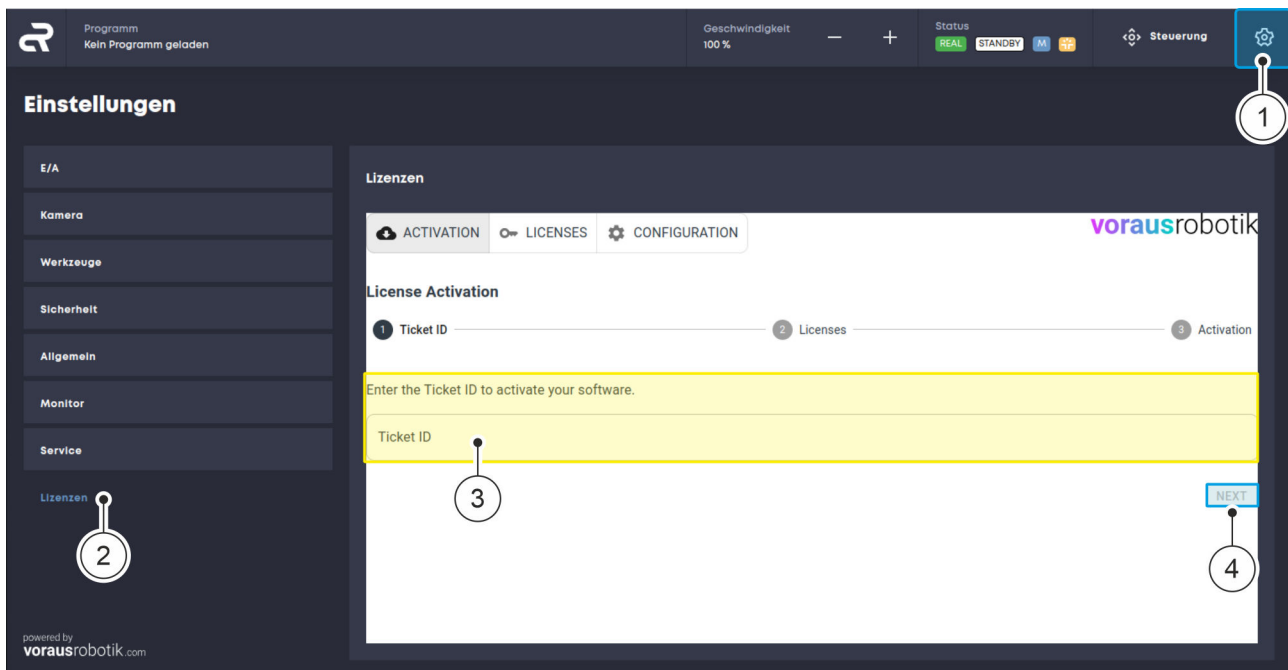 Programm
Kein Programm geladen
Geschwindigkeit
100 %
Status
REAL STANDBY M
Steuerung
1
Einstellungen
E/A
Kamera
Werkzeuge
Sicherheit
Allgemein
Monitor
Service
Lizenzen
2
powered by
vorausrobotik.com
Lizenzen
ACTIVATION LICENSES CONFIGURATION
vorausrobotik
License Activation
1 Ticket ID 2 Licenses 3 Activation
Enter the Ticket ID to activate your software.
Ticket ID
3
NEXT
4